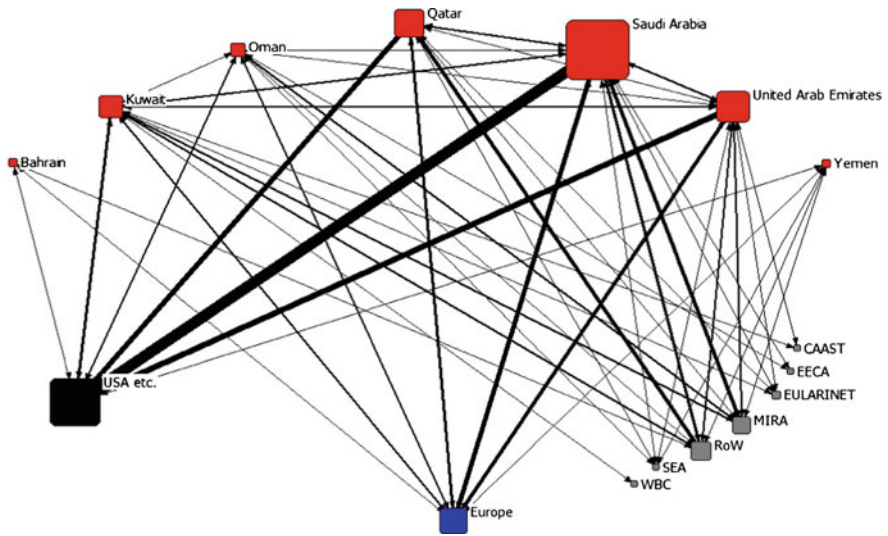 Qatar
Saudi Arabia
Oman
Kuwait
United Arab Emirates
Bahrain
Yemen
CAAST
EECA
USA etc.
EULARINET
MIRA
RoW
SEA
WBC
Europe